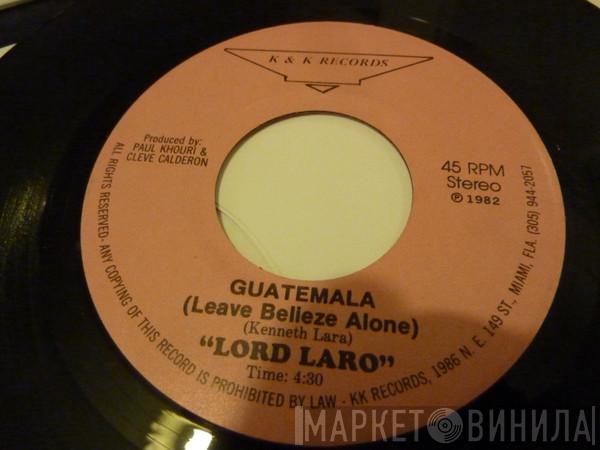 K & K RECORDS
Produced by:
PAUL KHOURI &
CLEVE CALDERON
45 RPM
Stereo
℗ 1982
GUATEMALA
(Leave Belieze Alone)
(Kenneth Lara)
"LORD LARO"
Time: 4:30
ALL RIGHTS RESERVED- ANY COPYING OF THIS RECORD IS PROHIBITED BY LAW - KK RECORDS, 1986 N. E. 149 ST., MIAMI, FLA. (305) 944-2057
МАРКЕТ ВИНИЛА